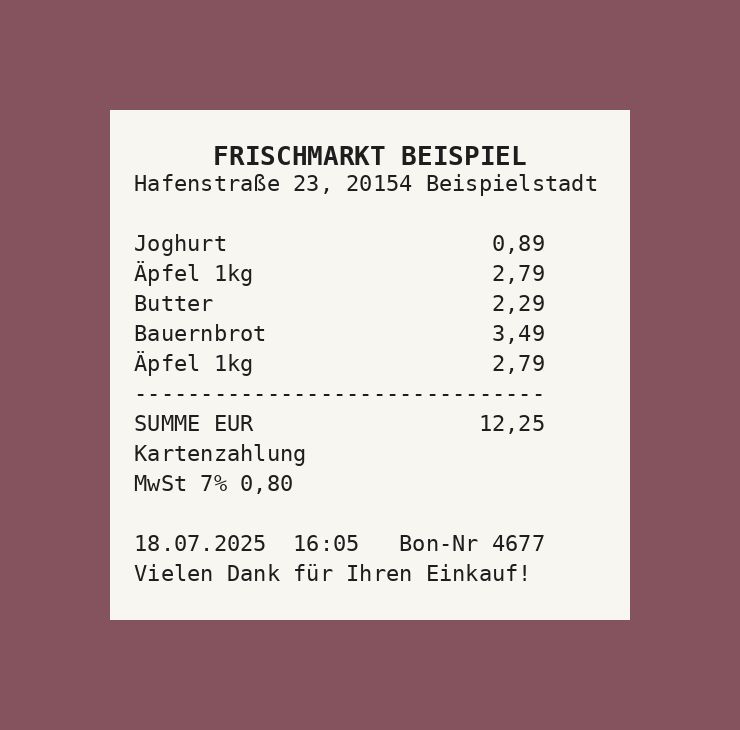 FRISCHMARKT BEISPIEL
Hafenstraße 23, 20154 Beispielstadt
Joghurt 0,89
Äpfel 1kg 2,79
Butter 2,29
Bauernbrot 3,49
Äpfel 1kg 2,79
-------------------------------
SUMME EUR 12,25
Kartenzahlung
MwSt 7% 0,80
18.07.2025 16:05 Bon-Nr 4677
Vielen Dank für Ihren Einkauf!